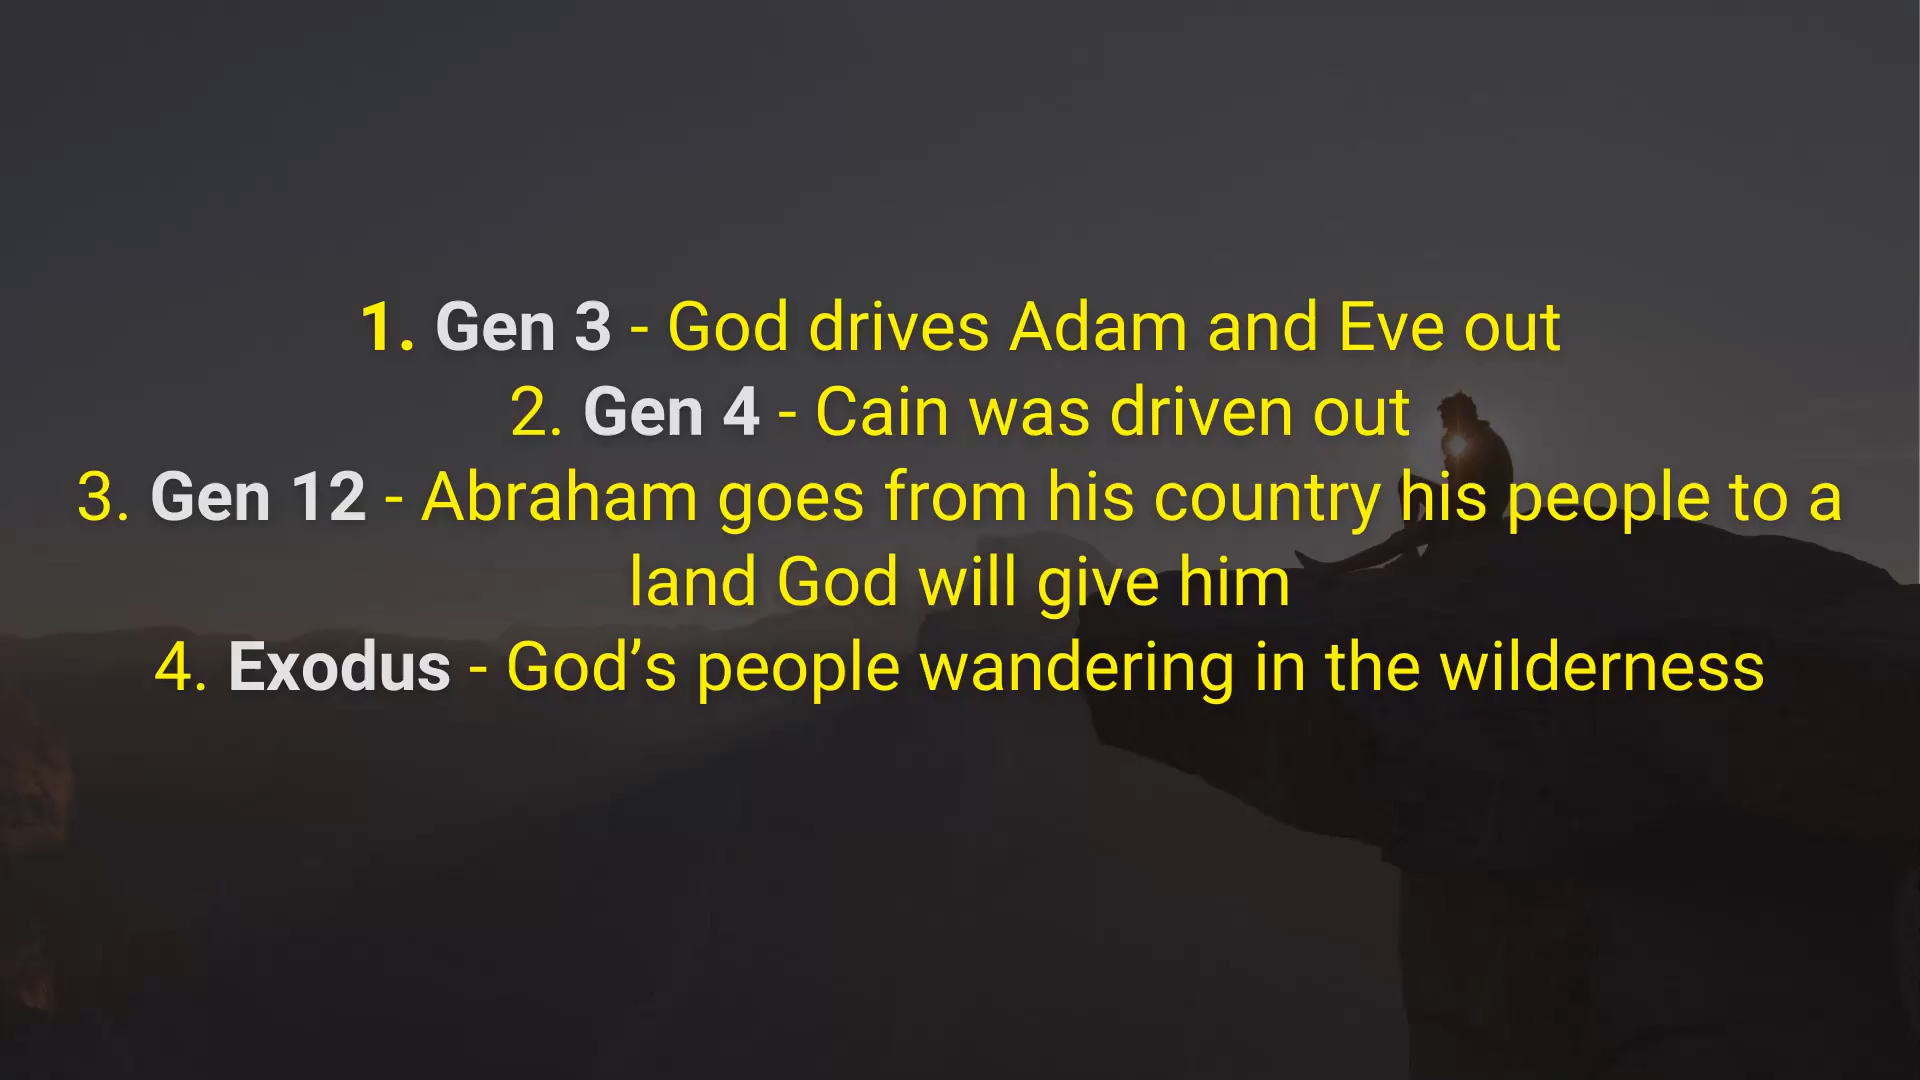 1. Gen 3 - God drives Adam and Eve out
2. Gen 4 - Cain was driven out
3. Gen 12 - Abraham goes from his country his people to a
land God will give him
4. Exodus - God’s people wandering in the wilderness